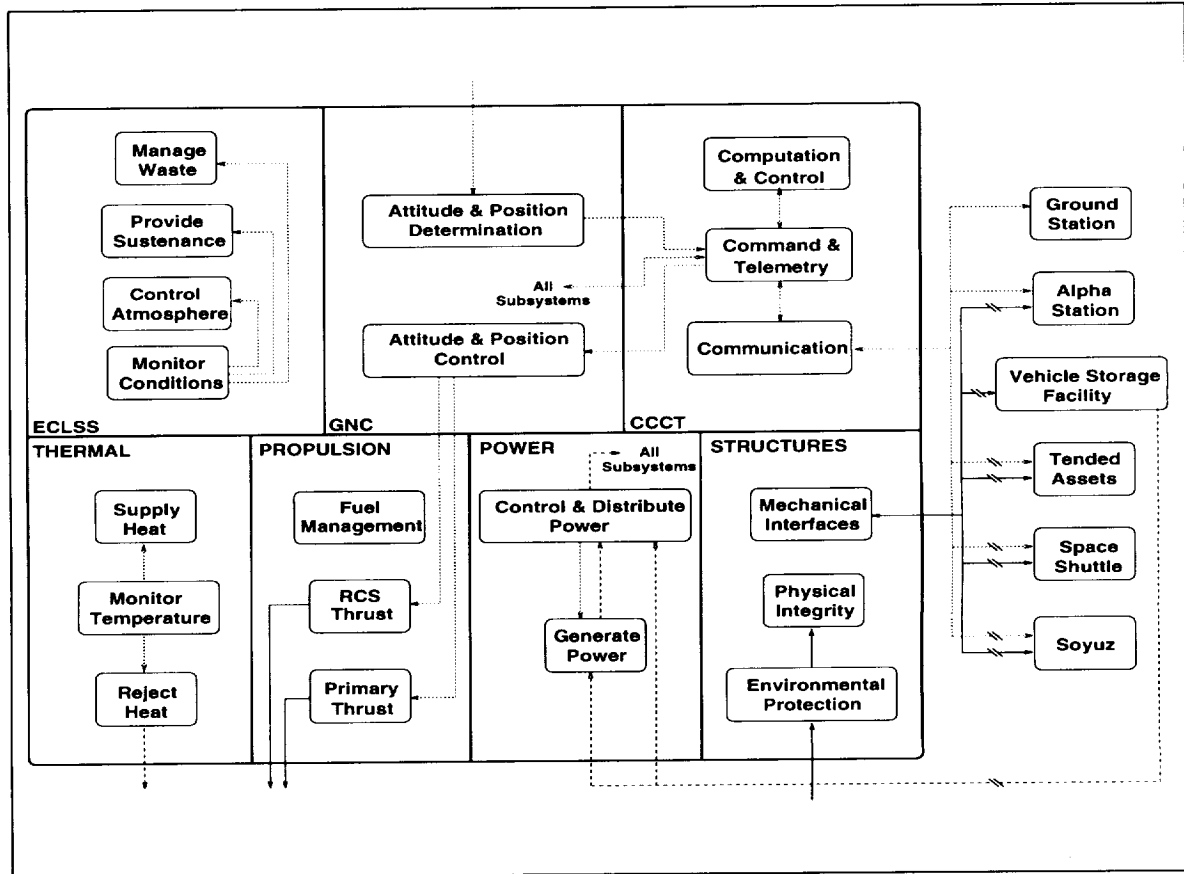 Manage
Waste
Provide
Sustenance
Control
Atmosphere
Monitor
Conditions
ECLSS
Attitude & Position
Determination
All
Subsystems
Attitude & Position
Control
GNC
Computation
& Control
Command &
Telemetry
Communication
CCCT
Ground
Station
Alpha
Station
Vehicle Storage
Facility
Tended
Assets
Space
Shuttle
Soyuz
THERMAL
Supply
Heat
Monitor
Temperature
Reject
Heat
PROPULSION
Fuel
Management
RCS
Thrust
Primary
Thrust
POWER
All
Subsystems
Control & Distribute
Power
Generate
Power
STRUCTURES
Mechanical
Interfaces
Physical
Integrity
Environmental
Protection